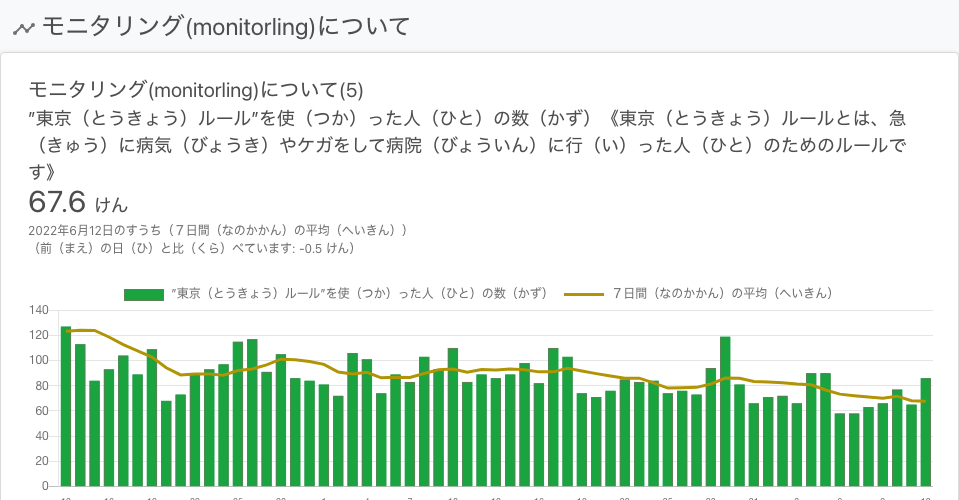 モニタリング(monitorling)について
モニタリング(monitorling)について(5)
”東京（とうきょう）ルール”を使（つか）った人（ひと）の数（かず）《東京（とうきょう）ルールとは、急
（きゅう）に病気（びょうき）やケガをして病院（びょういん）に行（い）った人（ひと）のためのルールで
す》
67.6 けん
2022年6月12日のすうち（７日間（なのかかん）の平均（へいきん））
（前（まえ）の日（ひ）と比（くら）べています: -0.5 けん）
”東京（とうきょう）ルール”を使（つか）った人（ひと）の数（かず） ７日間（なのかかん）の平均（へいきん）
140
120
100
80
60
40
20
0